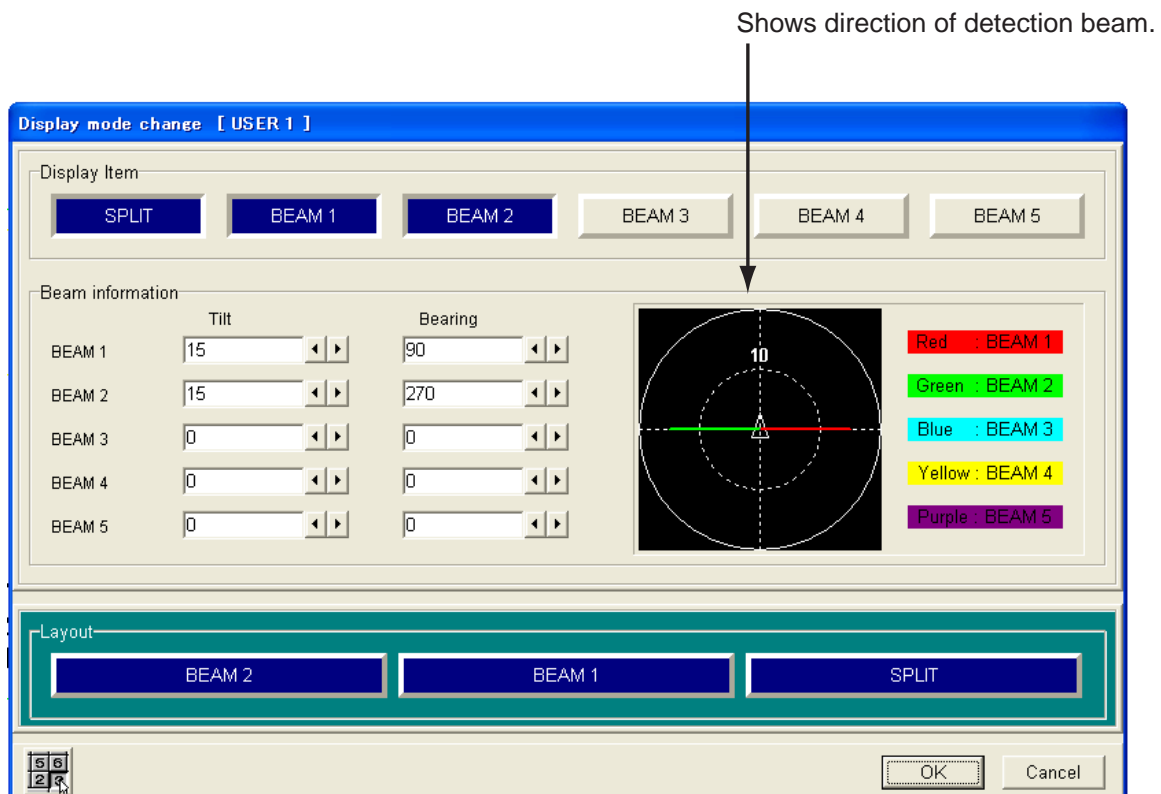 Shows direction of detection beam.
Display mode change [ USER 1 ]
Display Item
SPLIT BEAM 1 BEAM 2 BEAM 3 BEAM 4 BEAM 5
Beam information
Tilt Bearing
BEAM 1 15 90
BEAM 2 15 270
BEAM 3 0 0
BEAM 4 0 0
BEAM 5 0 0
10
Red : BEAM 1
Green : BEAM 2
Blue : BEAM 3
Yellow : BEAM 4
Purple : BEAM 5
Layout
BEAM 2 BEAM 1 SPLIT
5 6
2 3
OK Cancel